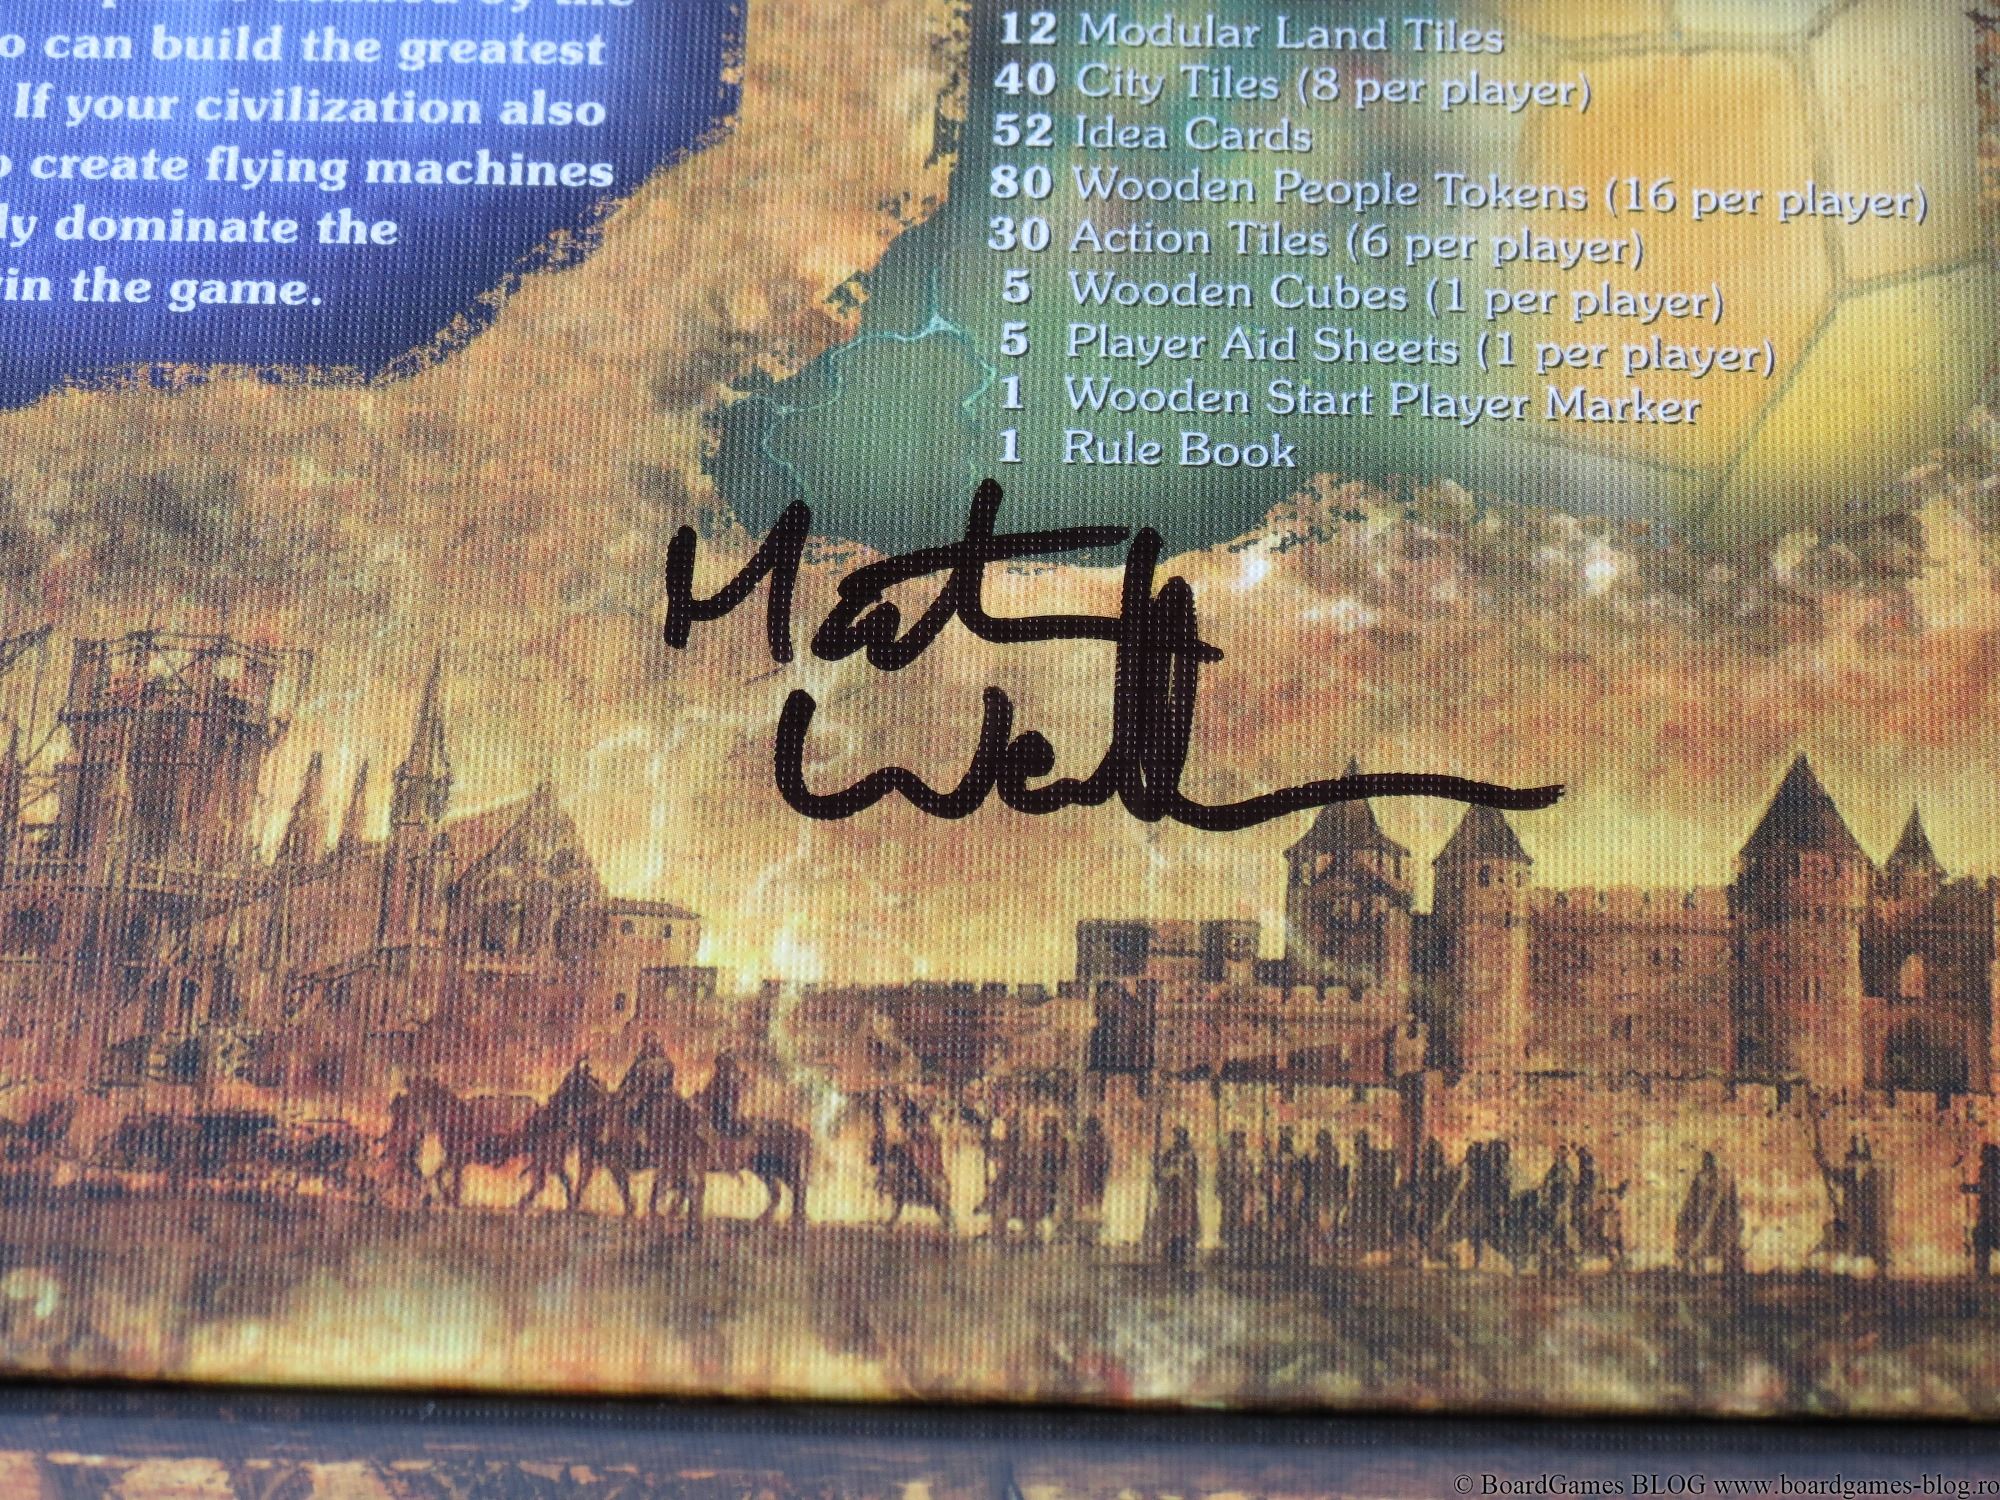 o can build the greatest
If your civilization also
create flying machines
ly dominate the
in the game.
12 Modular Land Tiles
40 City Tiles (8 per player)
52 Idea Cards
80 Wooden People Tokens (16 per player)
30 Action Tiles (6 per player)
5 Wooden Cubes (1 per player)
5 Player Aid Sheets (1 per player)
1 Wooden Start Player Marker
1 Rule Book
© BoardGames BLOG www.boardgames-blog.ro